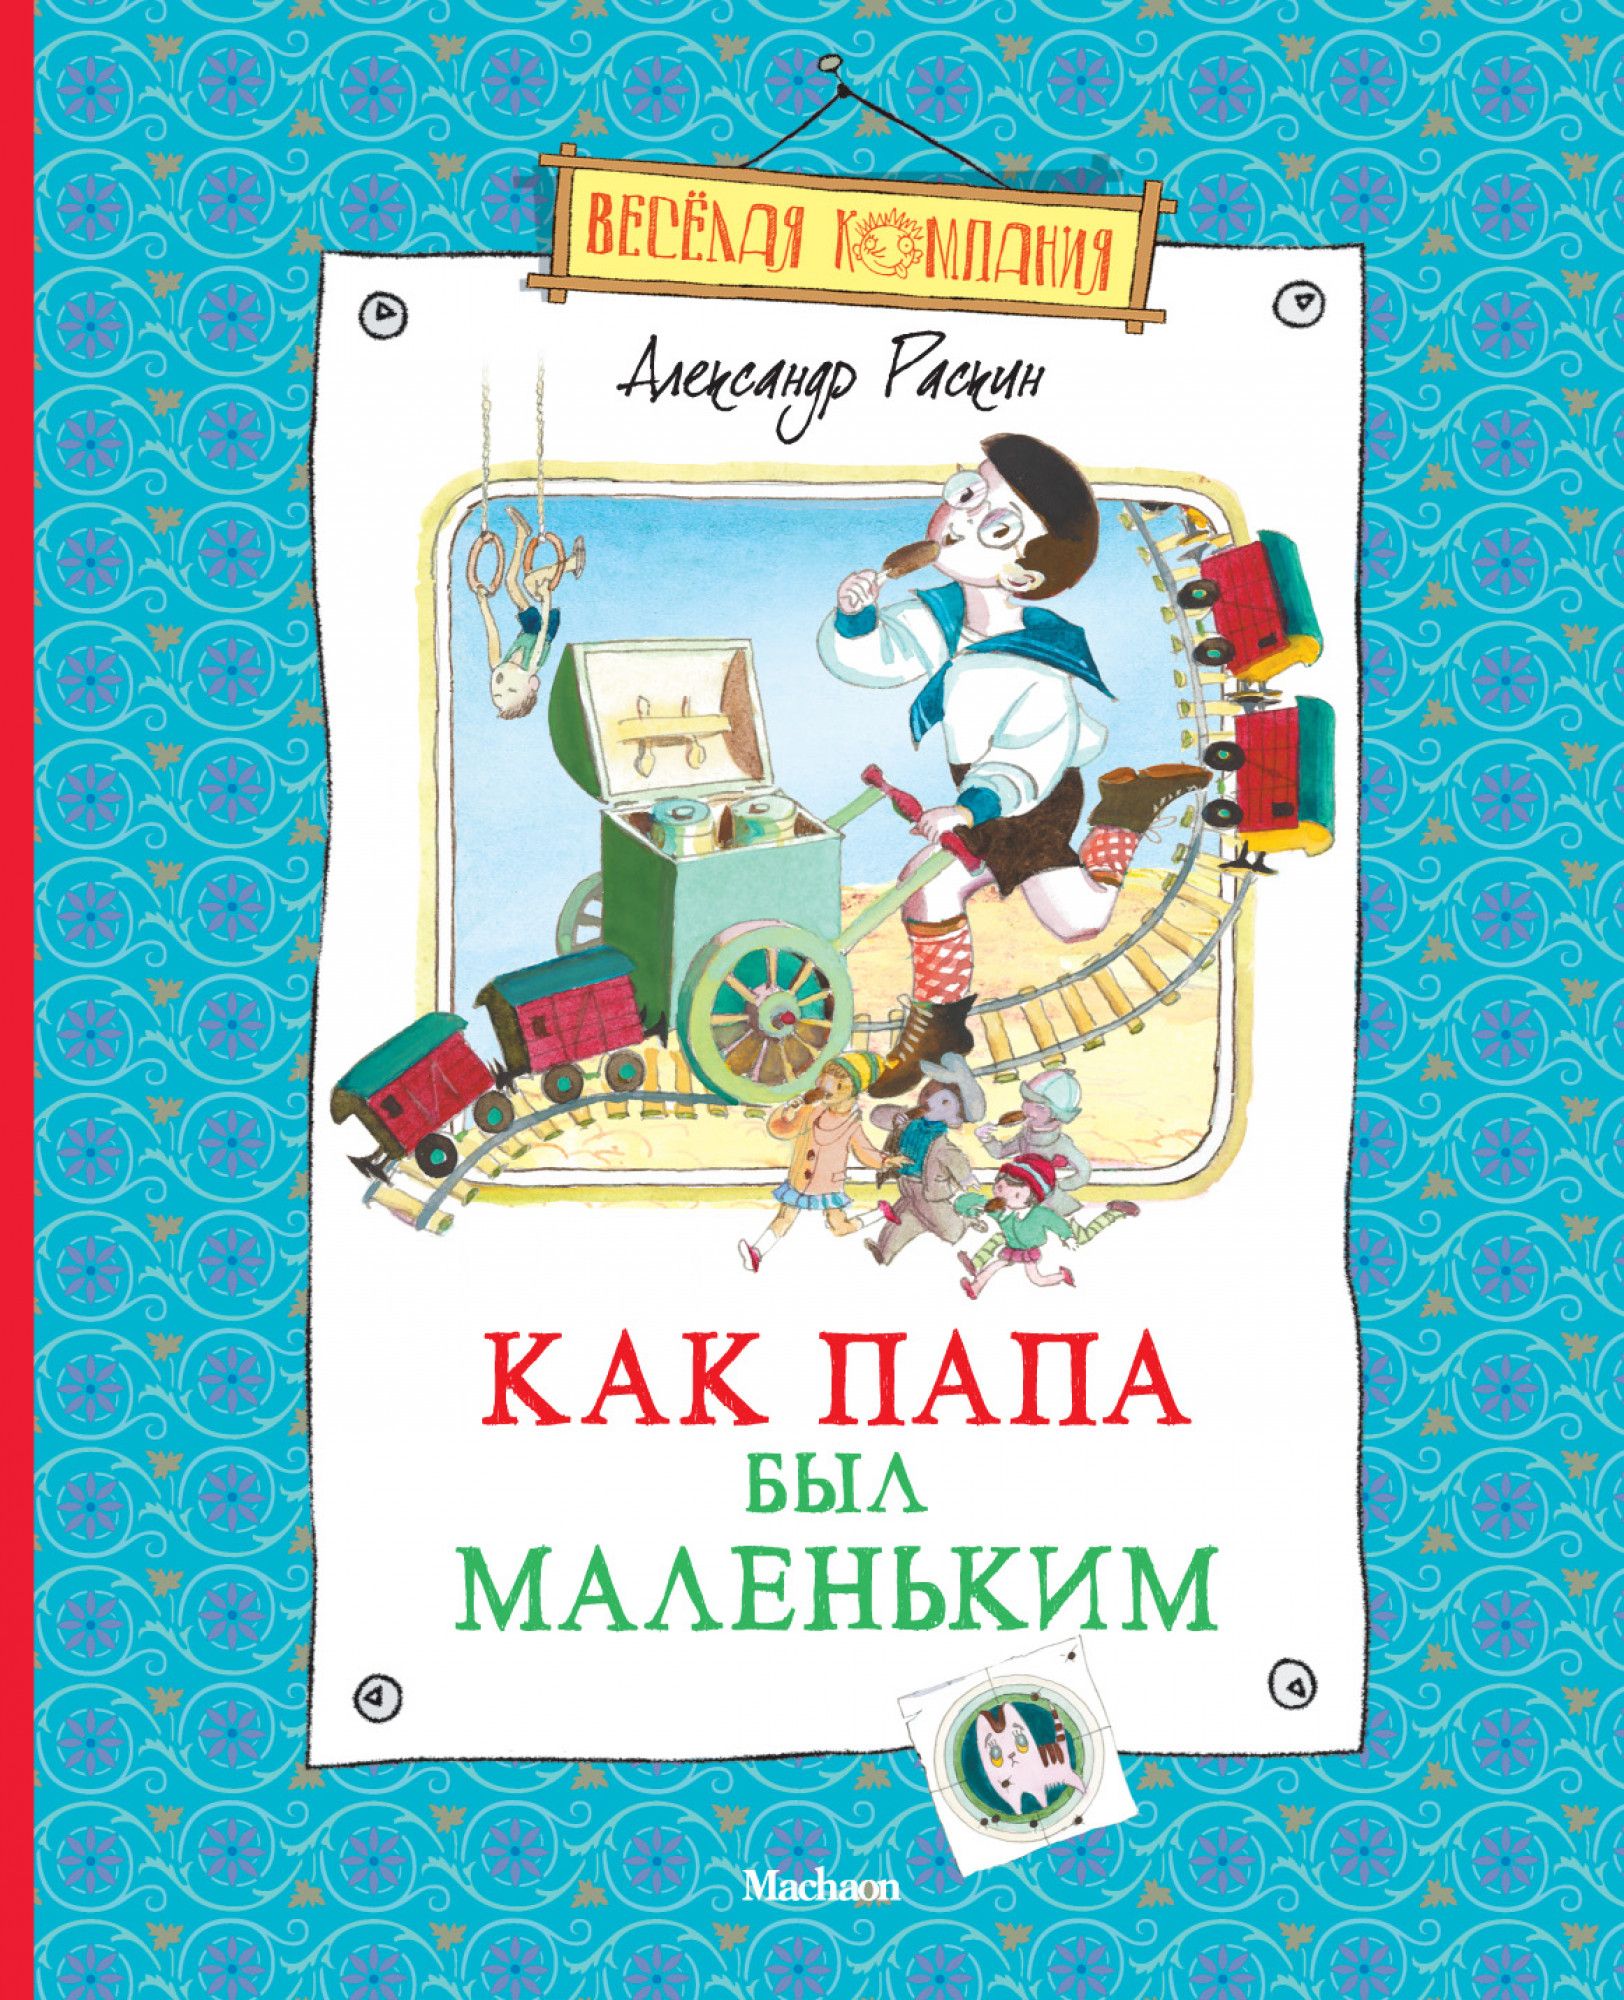 ВЕСЁЛАЯ КОМПАНИЯ
Александр Раскин
КАК ПАПА
БЫЛ
МАЛЕНЬКИМ
Machaon